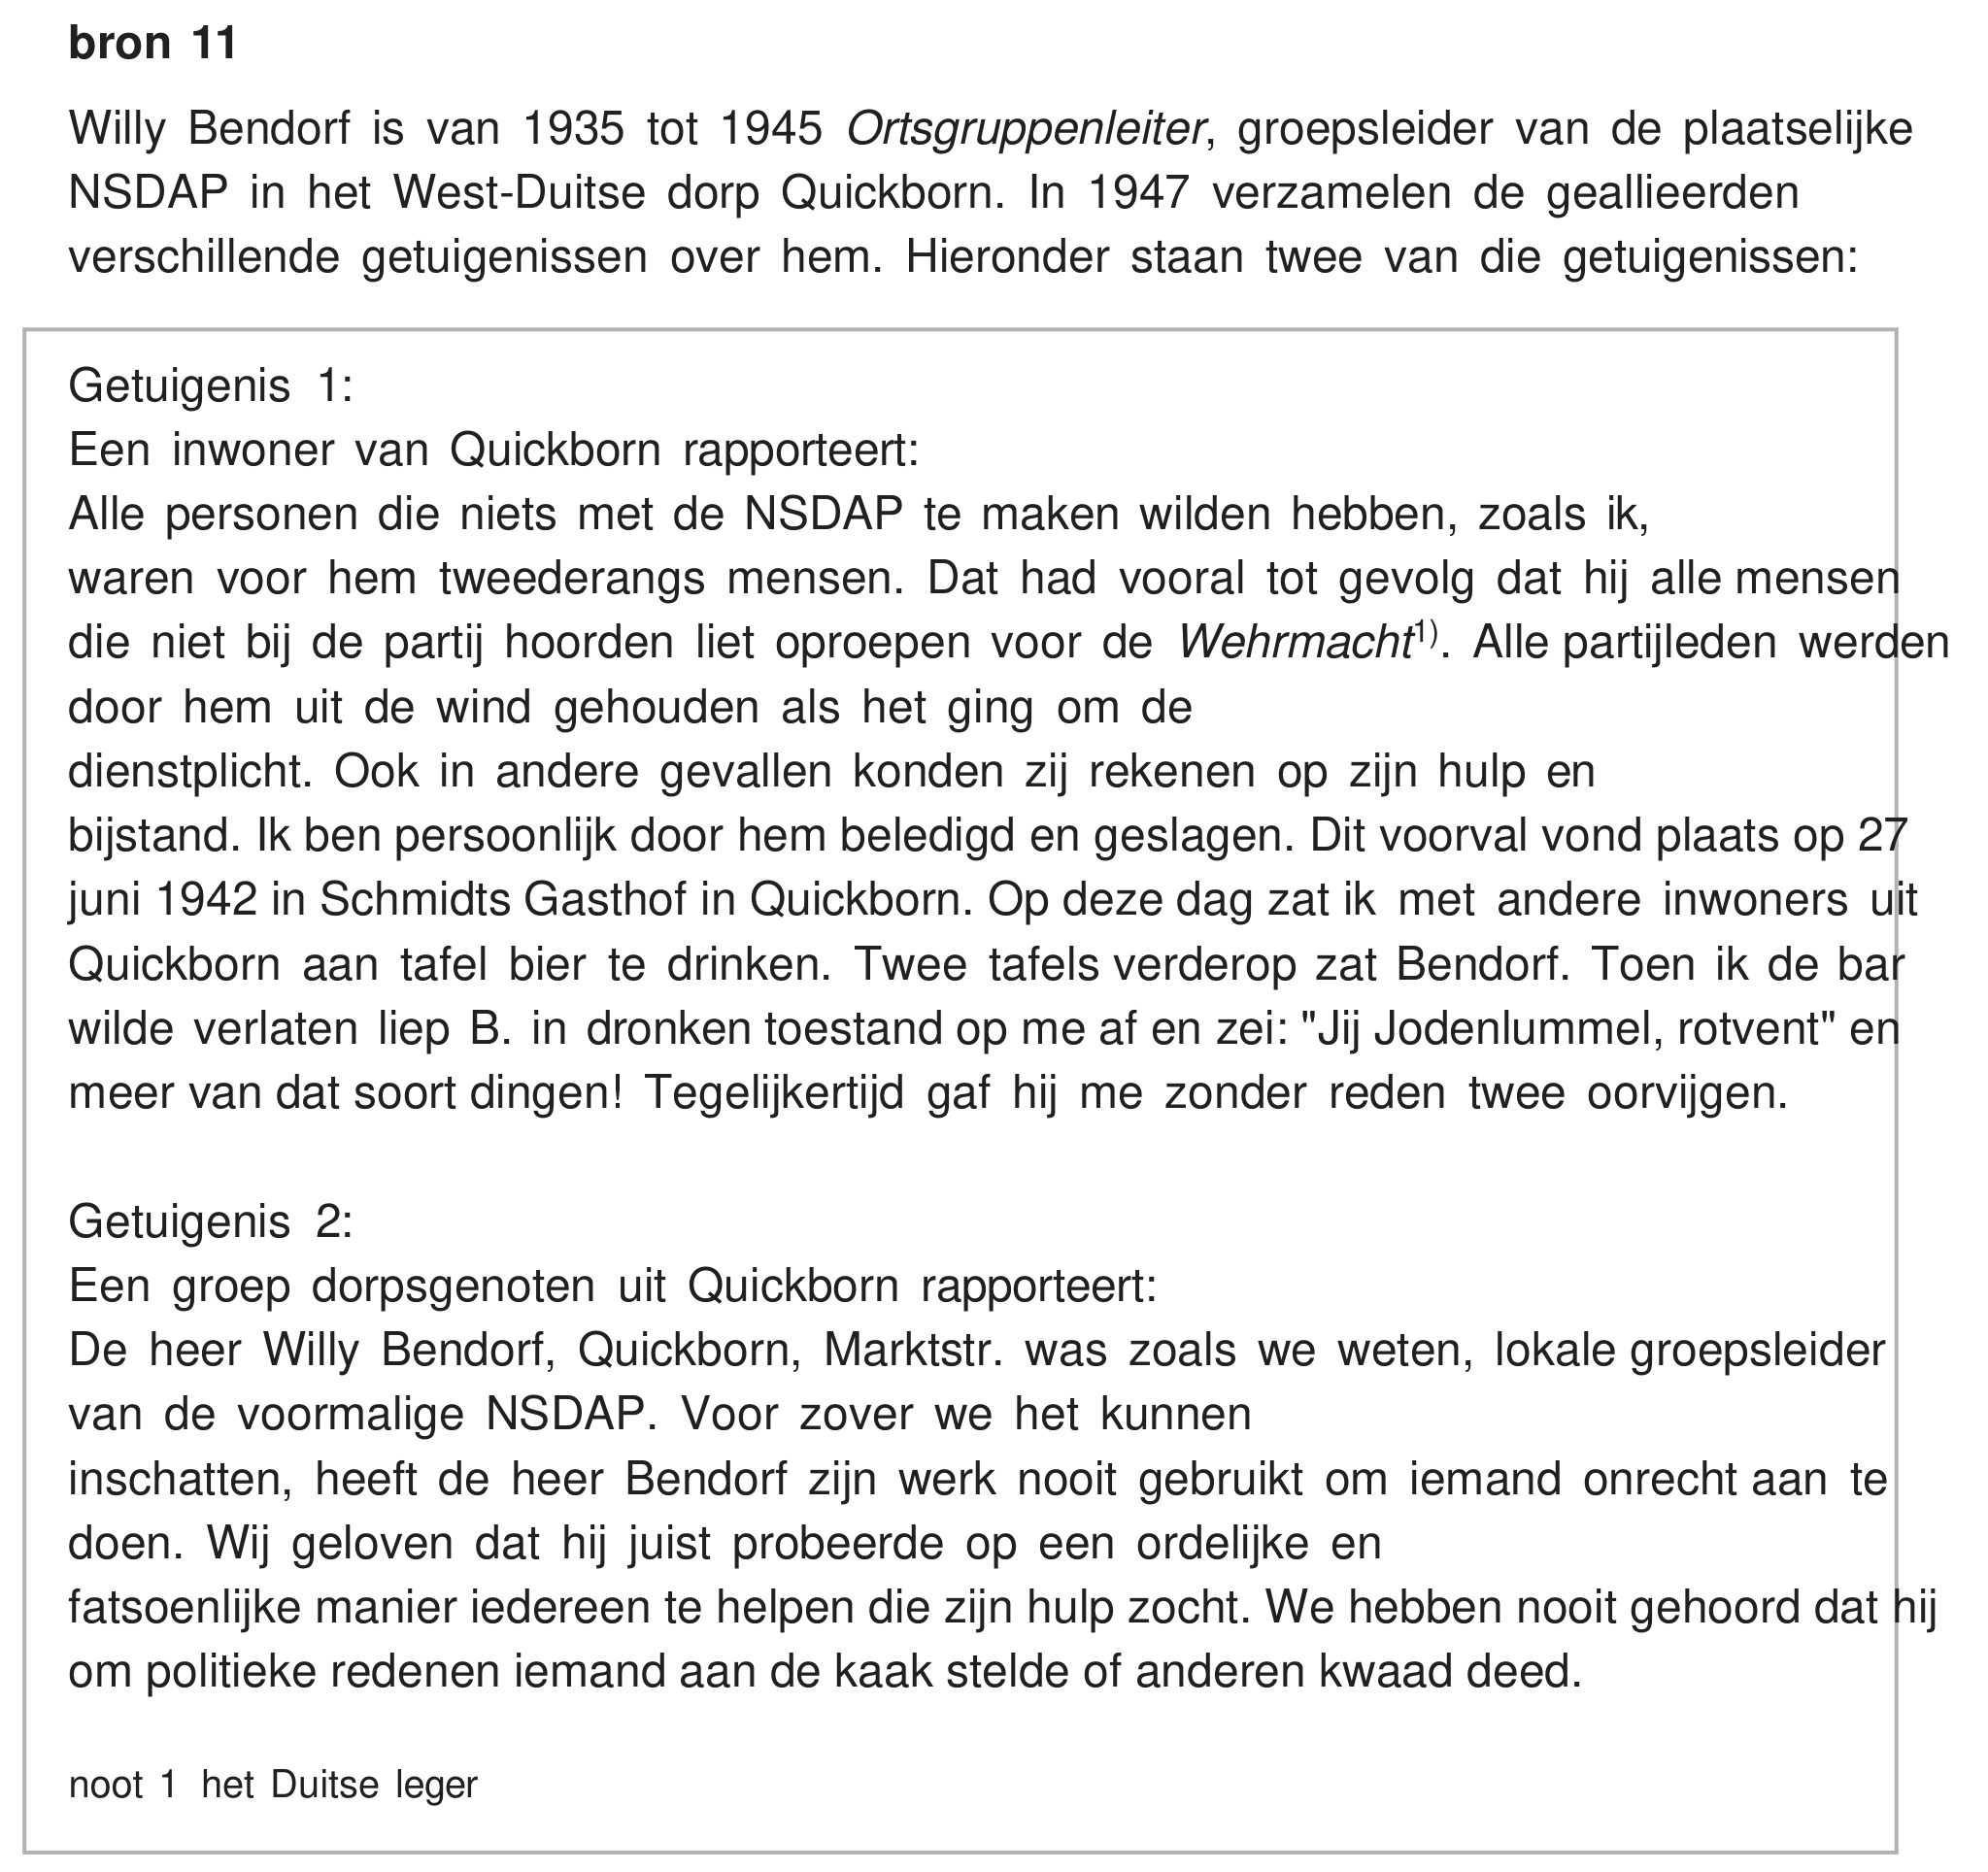 bron 11
Willy Bendorf is van 1935 tot 1945 Ortsgruppenleiter, groepsleider van de plaatselijke
NSDAP in het West-Duitse dorp Quickborn. In 1947 verzamelen de geallieerden
verschillende getuigenissen over hem. Hieronder staan twee van die getuigenissen:
Getuigenis 1:
Een inwoner van Quickborn rapporteert:
Alle personen die niets met de NSDAP te maken wilden hebben, zoals ik,
waren voor hem tweederangs mensen. Dat had vooral tot gevolg dat hij alle mensen
die niet bij de partij hoorden liet oproepen voor de Wehrmacht1). Alle partijleden werden
door hem uit de wind gehouden als het ging om de
dienstplicht. Ook in andere gevallen konden zij rekenen op zijn hulp en
bijstand. Ik ben persoonlijk door hem beledigd en geslagen. Dit voorval vond plaats op 27
juni 1942 in Schmidts Gasthof in Quickborn. Op deze dag zat ik met andere inwoners uit
Quickborn aan tafel bier te drinken. Twee tafels verderop zat Bendorf. Toen ik de bar
wilde verlaten liep B. in dronken toestand op me af en zei: "Jij Jodenlummel, rotvent" en
meer van dat soort dingen! Tegelijkertijd gaf hij me zonder reden twee oorvijgen.
Getuigenis 2:
Een groep dorpsgenoten uit Quickborn rapporteert:
De heer Willy Bendorf, Quickborn, Marktstr. was zoals we weten, lokale groepsleider
van de voormalige NSDAP. Voor zover we het kunnen
inschatten, heeft de heer Bendorf zijn werk nooit gebruikt om iemand onrecht aan te
doen. Wij geloven dat hij juist probeerde op een ordelijke en
fatsoenlijke manier iedereen te helpen die zijn hulp zocht. We hebben nooit gehoord dat hij
om politieke redenen iemand aan de kaak stelde of anderen kwaad deed.
noot 1 het Duitse leger